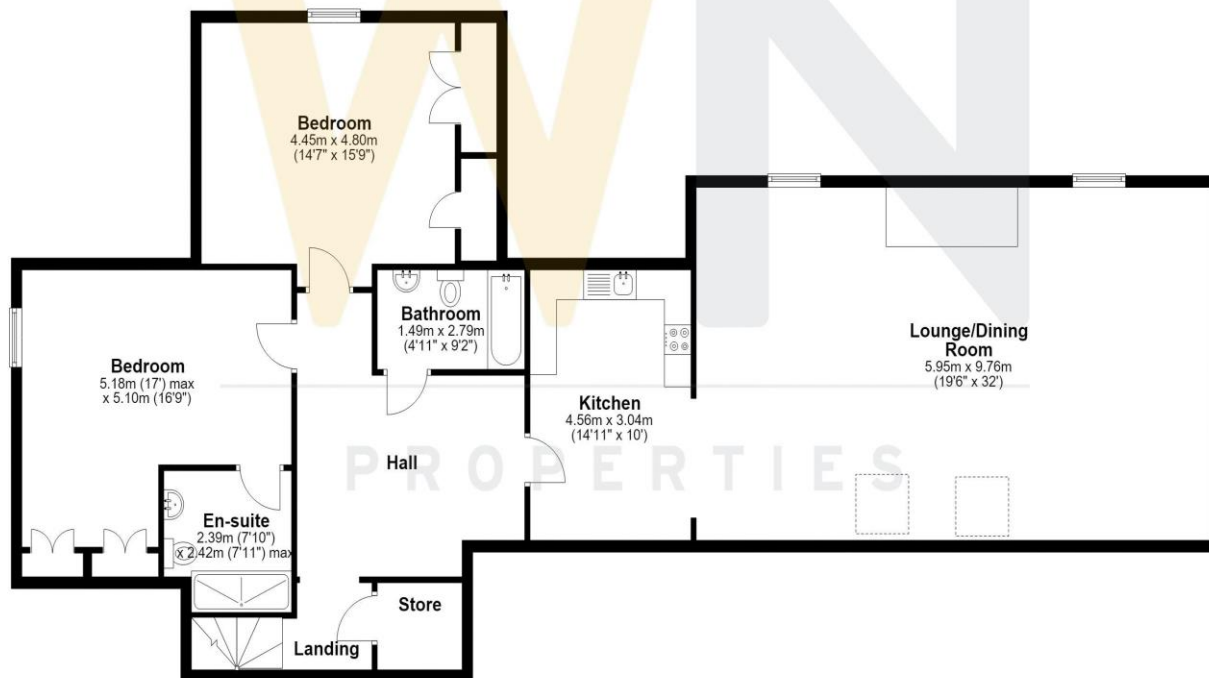 WN
PROPERTIES
Bedroom
4.45m x 4.80m
(14'7" x 15'9")
Bathroom
1.49m x 2.79m
(4'11" x 9'2")
Lounge/Dining
Room
5.95m x 9.76m
(19'6" x 32')
Bedroom
5.18m (17') max
x 5.10m (16'9")
Kitchen
4.56m x 3.04m
(14'11" x 10')
Hall
En-suite
2.39m (7'10")
x 2.42m (7'11") max
Store
Landing